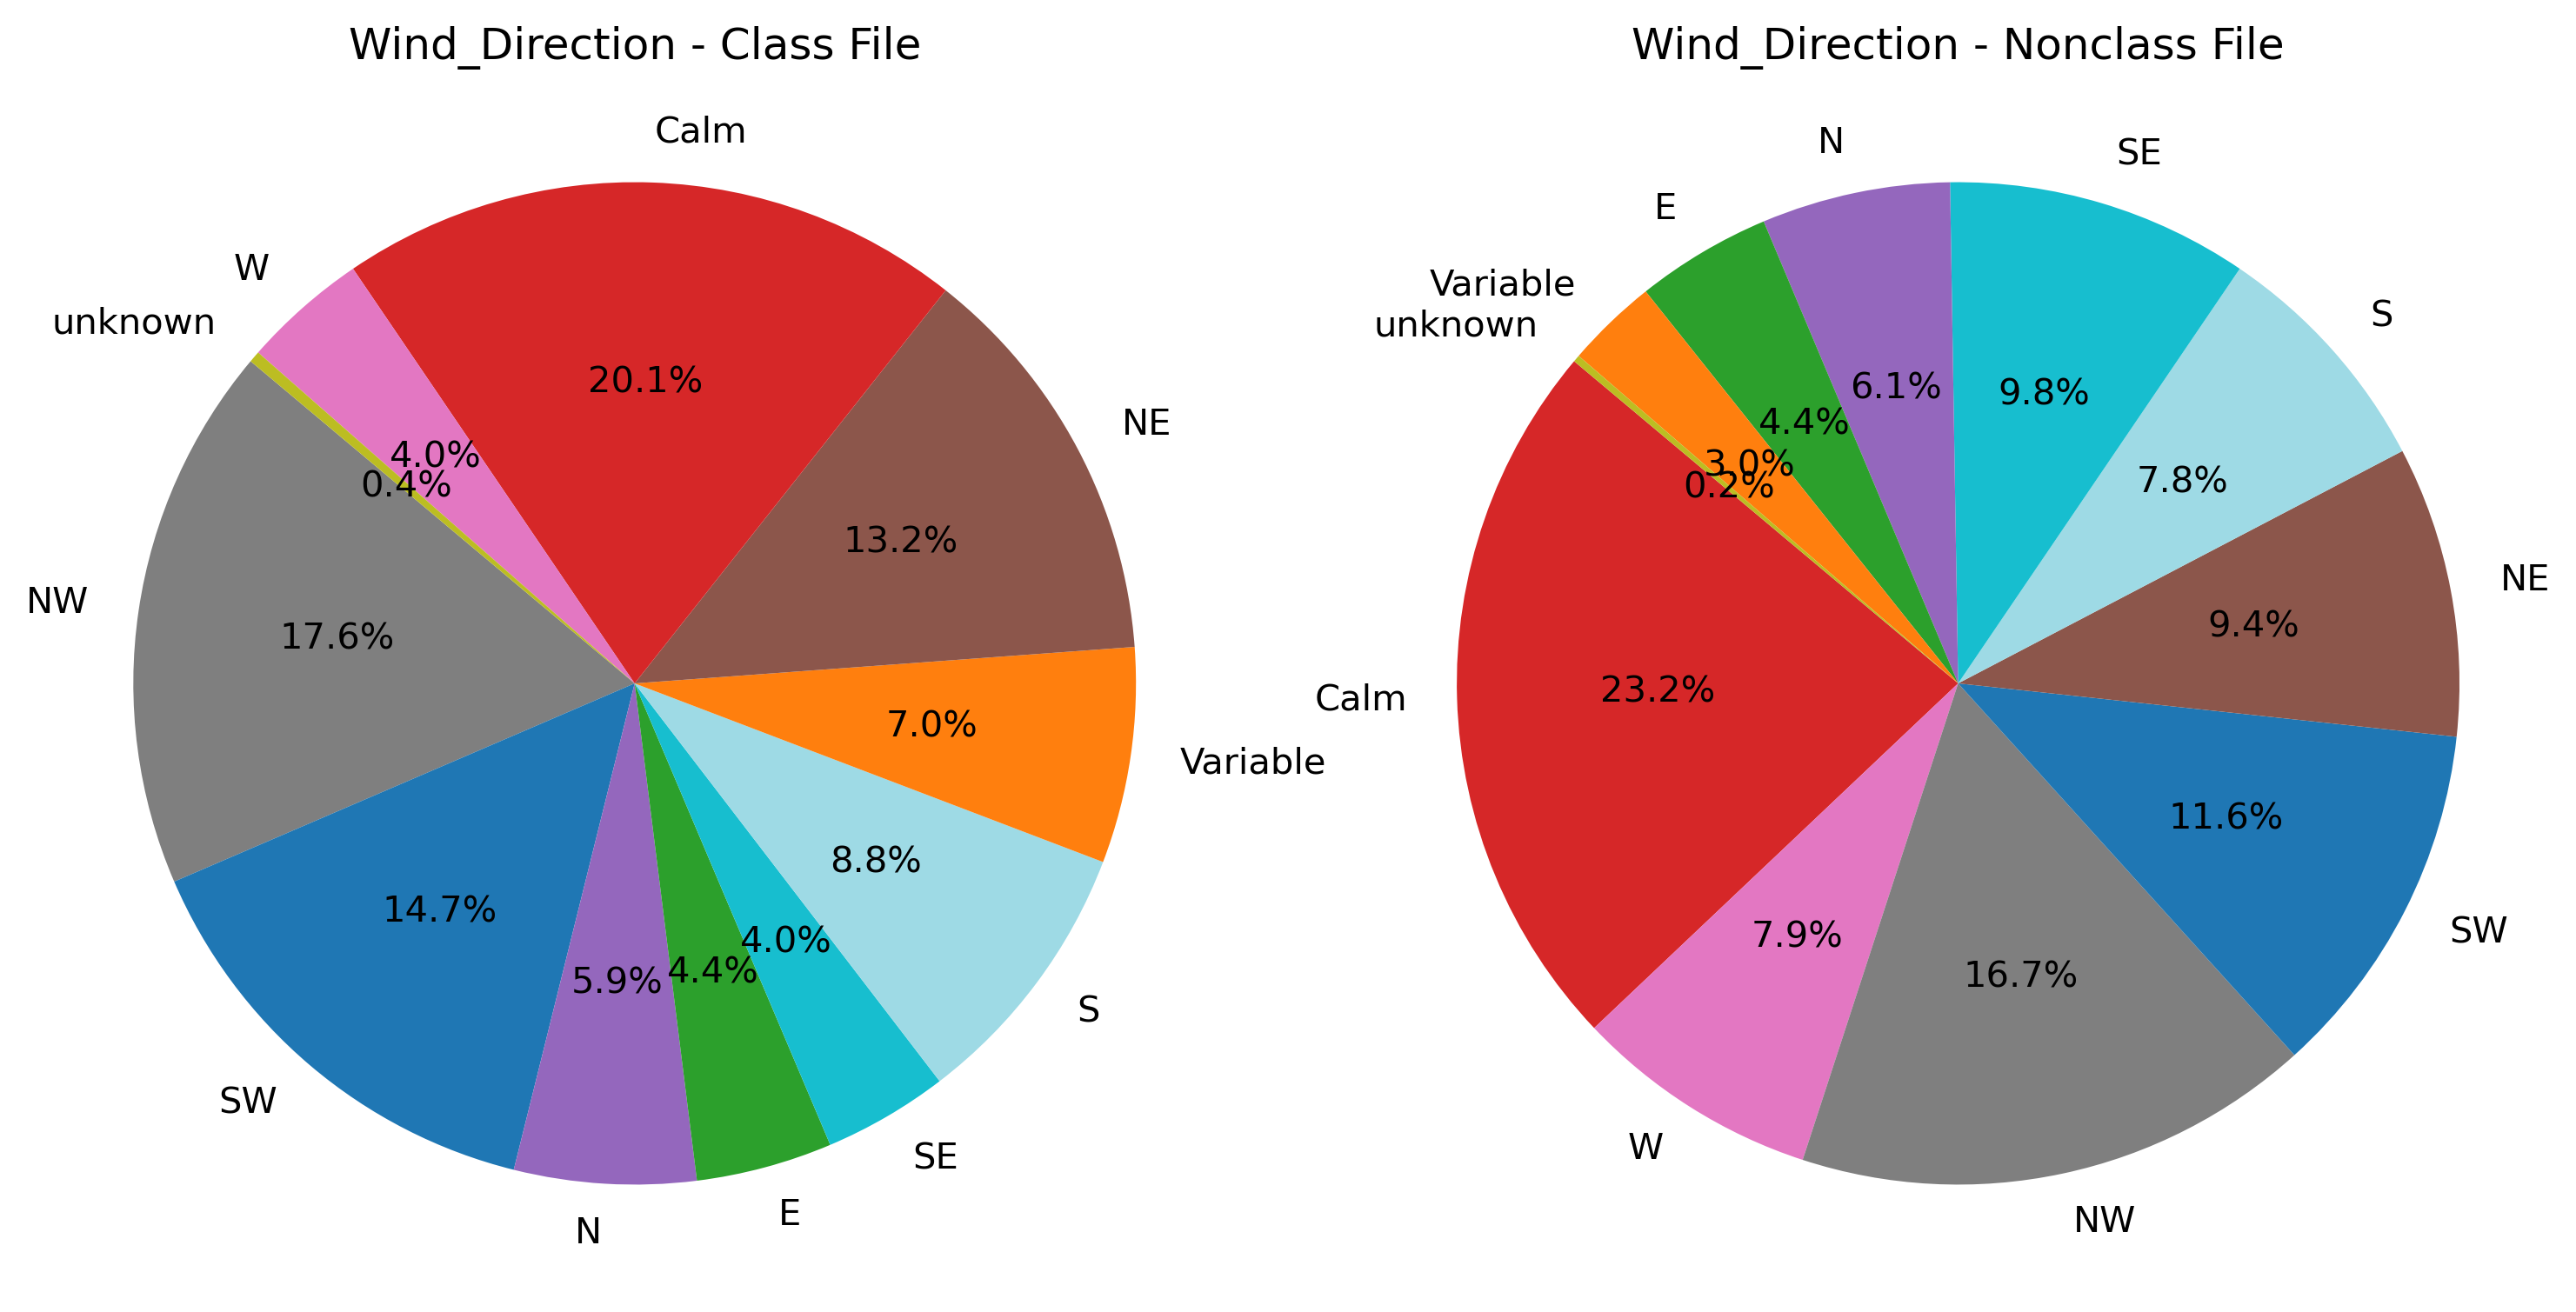 Wind_Direction - Class File
Calm
W
unknown
NE
NW
Variable
S
SW
SE
E
N
20.1%
4.0%
0.4%
13.2%
17.6%
7.0%
8.8%
14.7%
4.0%
4.4%
5.9%
Wind_Direction - Nonclass File
N
SE
E
Variable
unknown
S
NE
Calm
SW
W
NW
6.1%
9.8%
4.4%
3.0%
0.2%
7.8%
9.4%
23.2%
11.6%
7.9%
16.7%